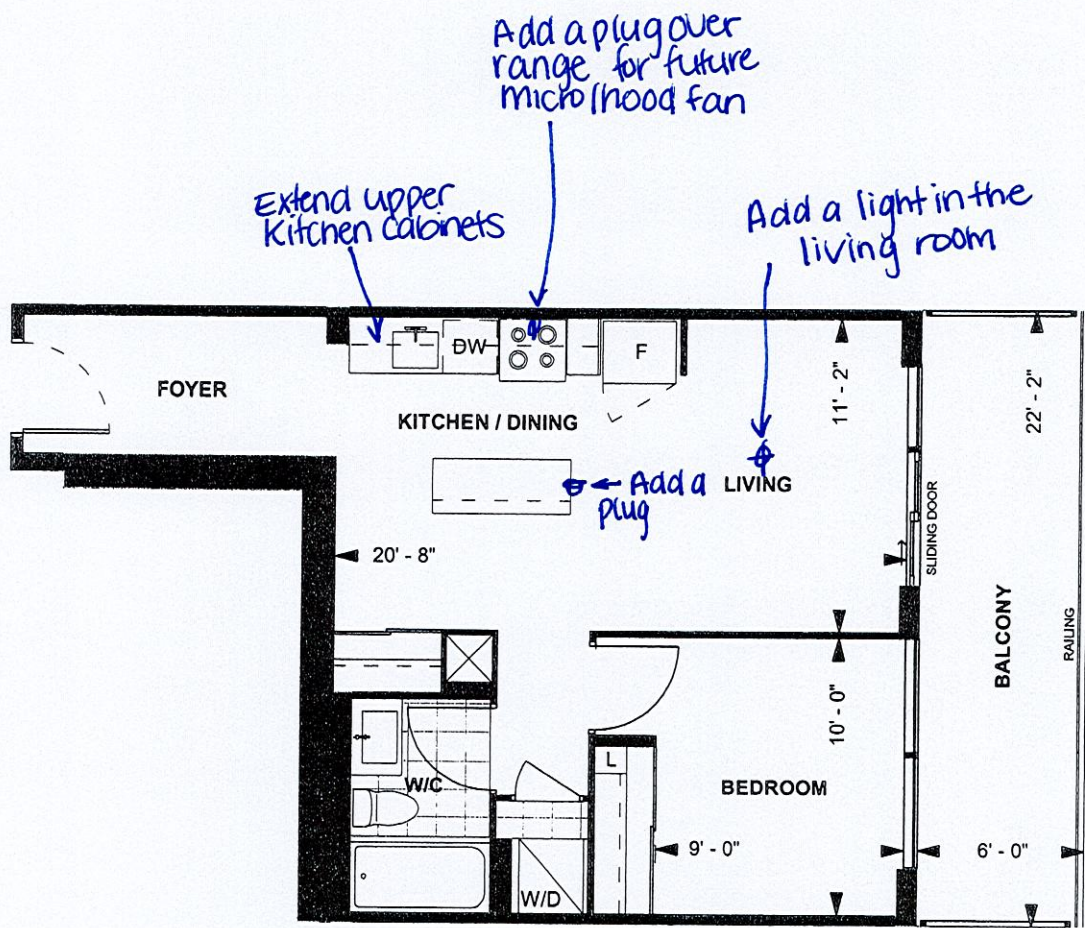 Add a plug over
range for future
micro/hood fan
Extend upper
Kitchen cabinets
Add a light in the
living room
DW
F
FOYER
11' - 2"
22' - 2"
KITCHEN / DINING
Add a
plug
LIVING
SLIDING DOOR
20' - 8"
BALCONY
RAILING
10' - 0"
L
W/C
BEDROOM
9' - 0"
6' - 0"
W/D